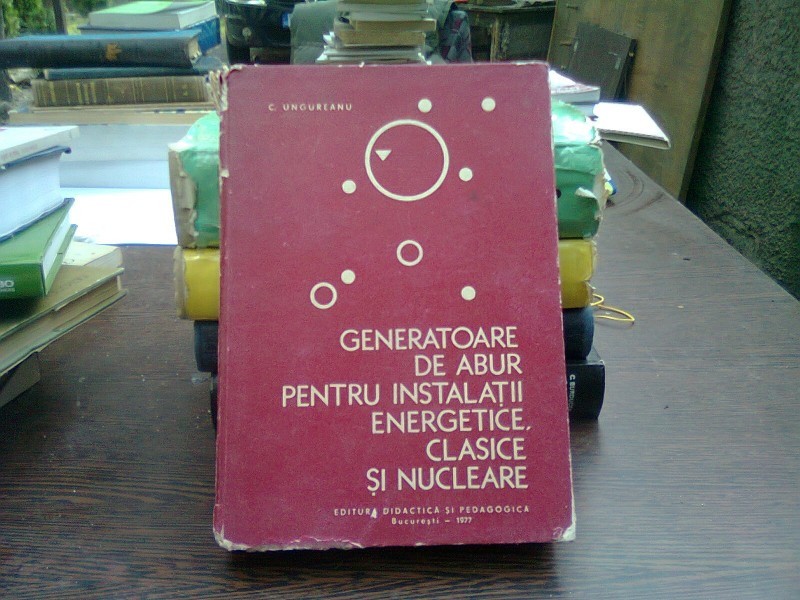 C. UNGUREANU
GENERATOARE
DE ABUR
PENTRU INSTALAȚII
ENERGETICE,
CLASICE
ȘI NUCLEARE
EDITURA DIDACTICĂ ȘI PEDAGOGICĂ
București – 1977